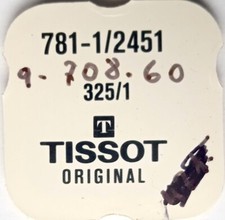 781-1/2451
9-708.60
325/1
T
TISSOT
ORIGINAL